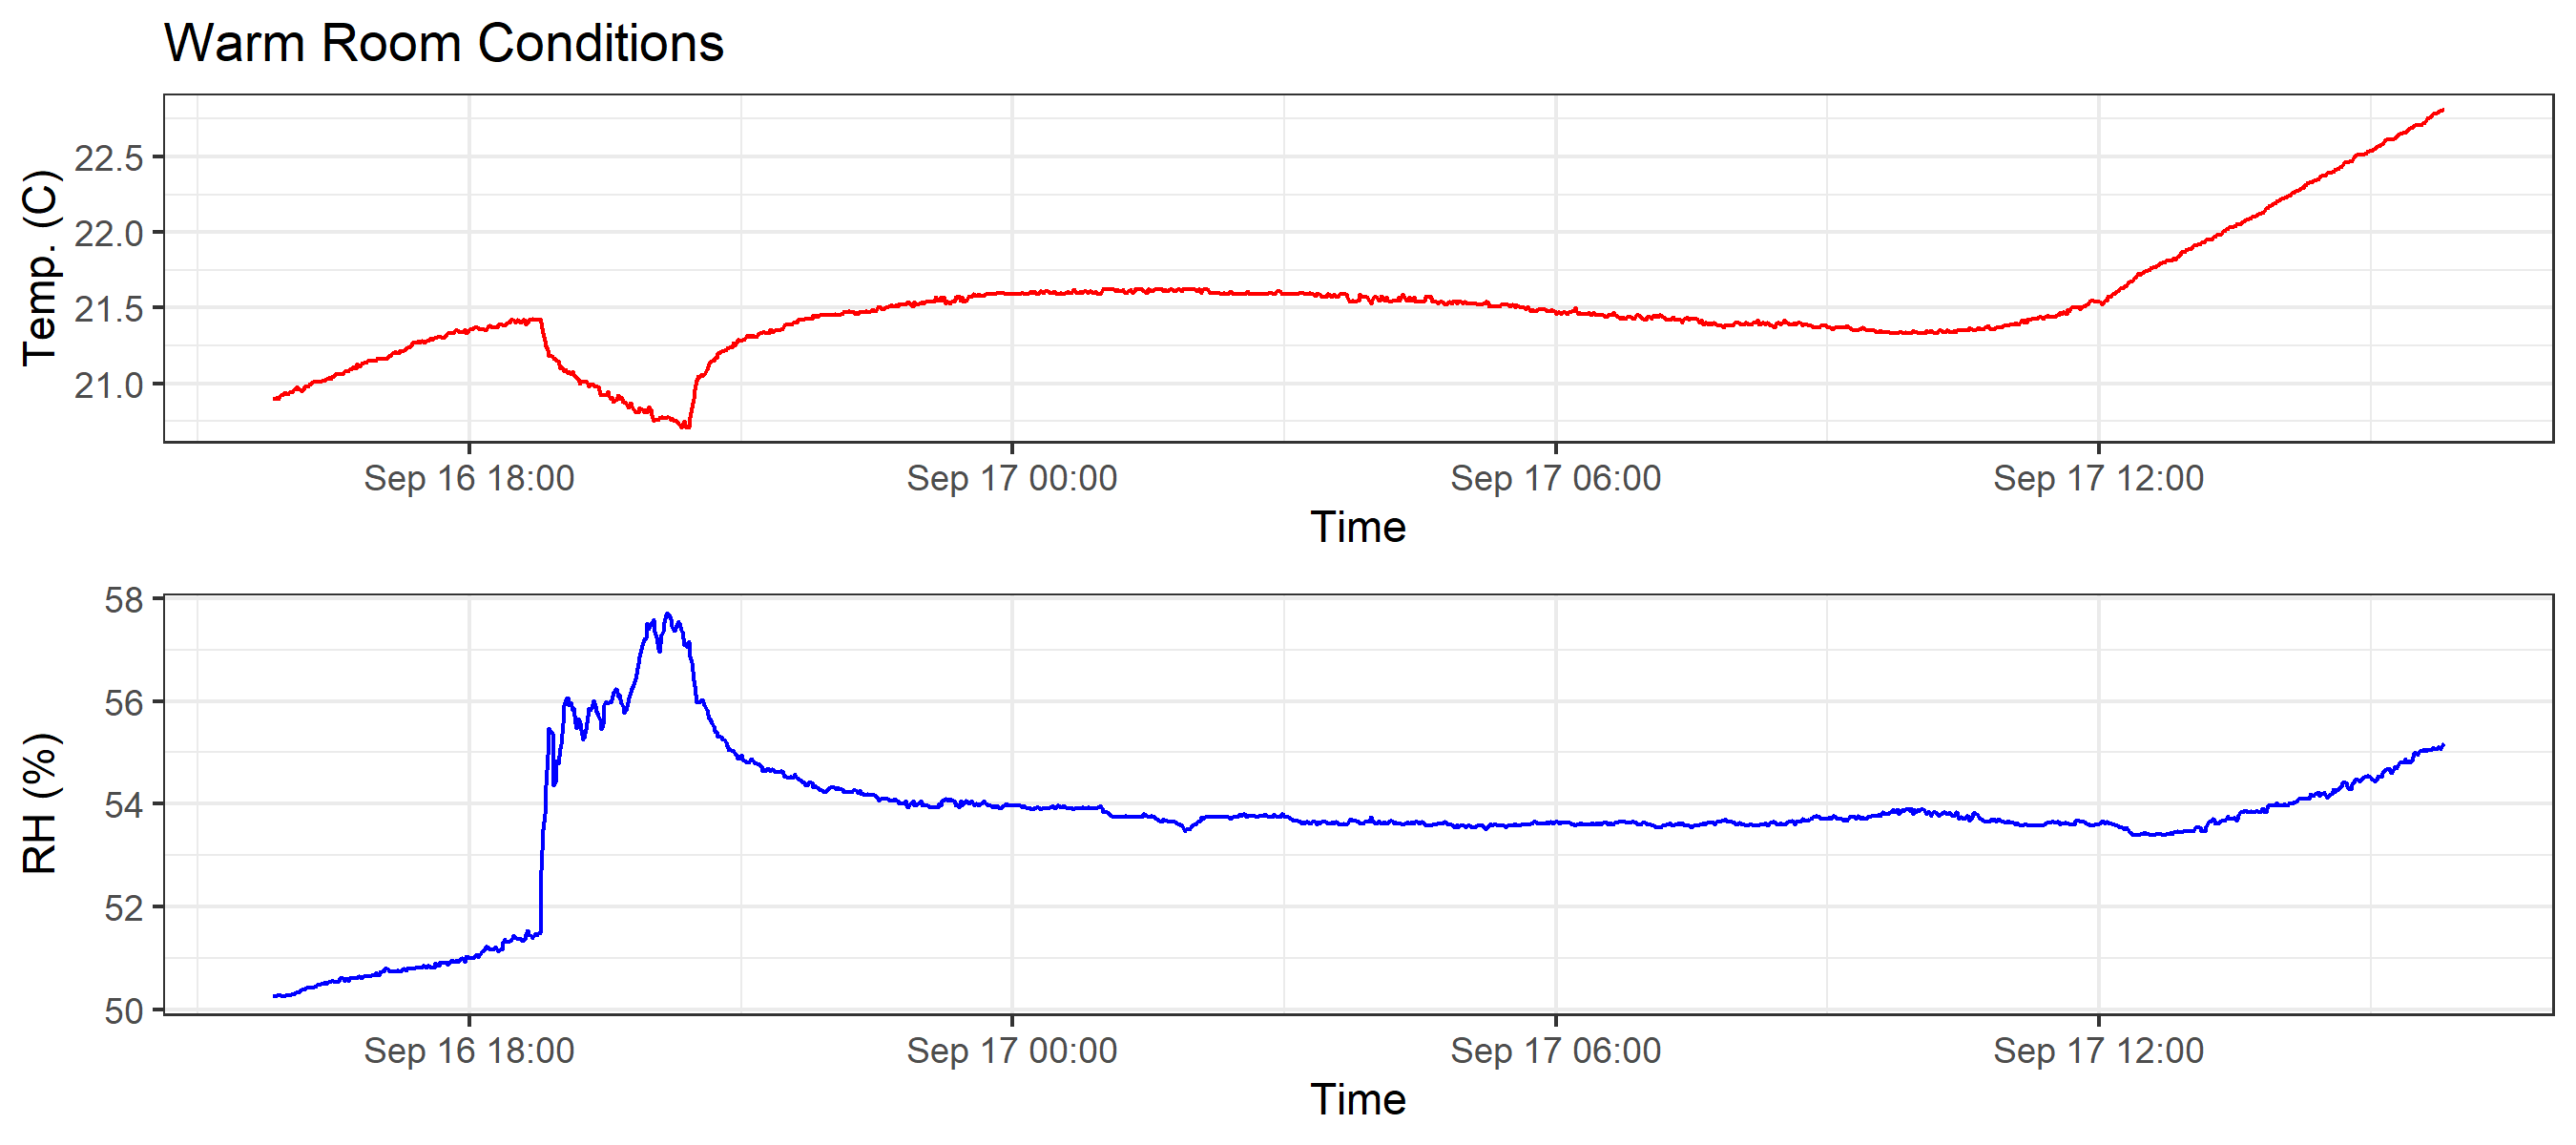 Warm Room Conditions
Temp. (C)
22.5
22.0
21.5
21.0
Sep 16 18:00 Sep 17 00:00 Sep 17 06:00 Sep 17 12:00
Time
RH (%)
58
56
54
52
50
Sep 16 18:00 Sep 17 00:00 Sep 17 06:00 Sep 17 12:00
Time